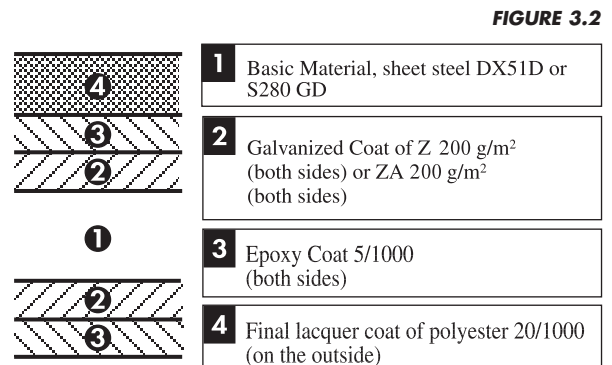 FIGURE 3.2
4
3
2
1
2
3
1 Basic Material, sheet steel DX51D or
S280 GD
2 Galvanized Coat of Z 200 g/m²
(both sides) or ZA 200 g/m²
(both sides)
3 Epoxy Coat 5/1000
(both sides)
4 Final lacquer coat of polyester 20/1000
(on the outside)